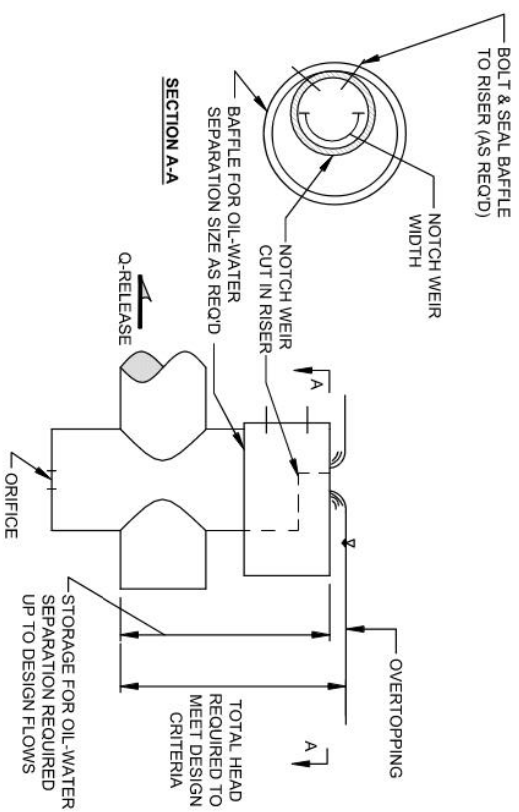 BOLT & SEAL BAFFLE
TO RISER (AS REQ'D)
NOTCH WEIR
WIDTH
NOTCH WEIR
CUT IN RISER
BAFFLE FOR OIL-WATER
SEPARATION SIZE AS REQ'D
SECTION A-A
Q-RELEASE
A
OVERTOPPING
A
TOTAL HEAD
REQUIRED TO
MEET DESIGN
CRITERIA
STORAGE FOR OIL-WATER
SEPARATION REQUIRED
UP TO DESIGN FLOWS
ORIFICE